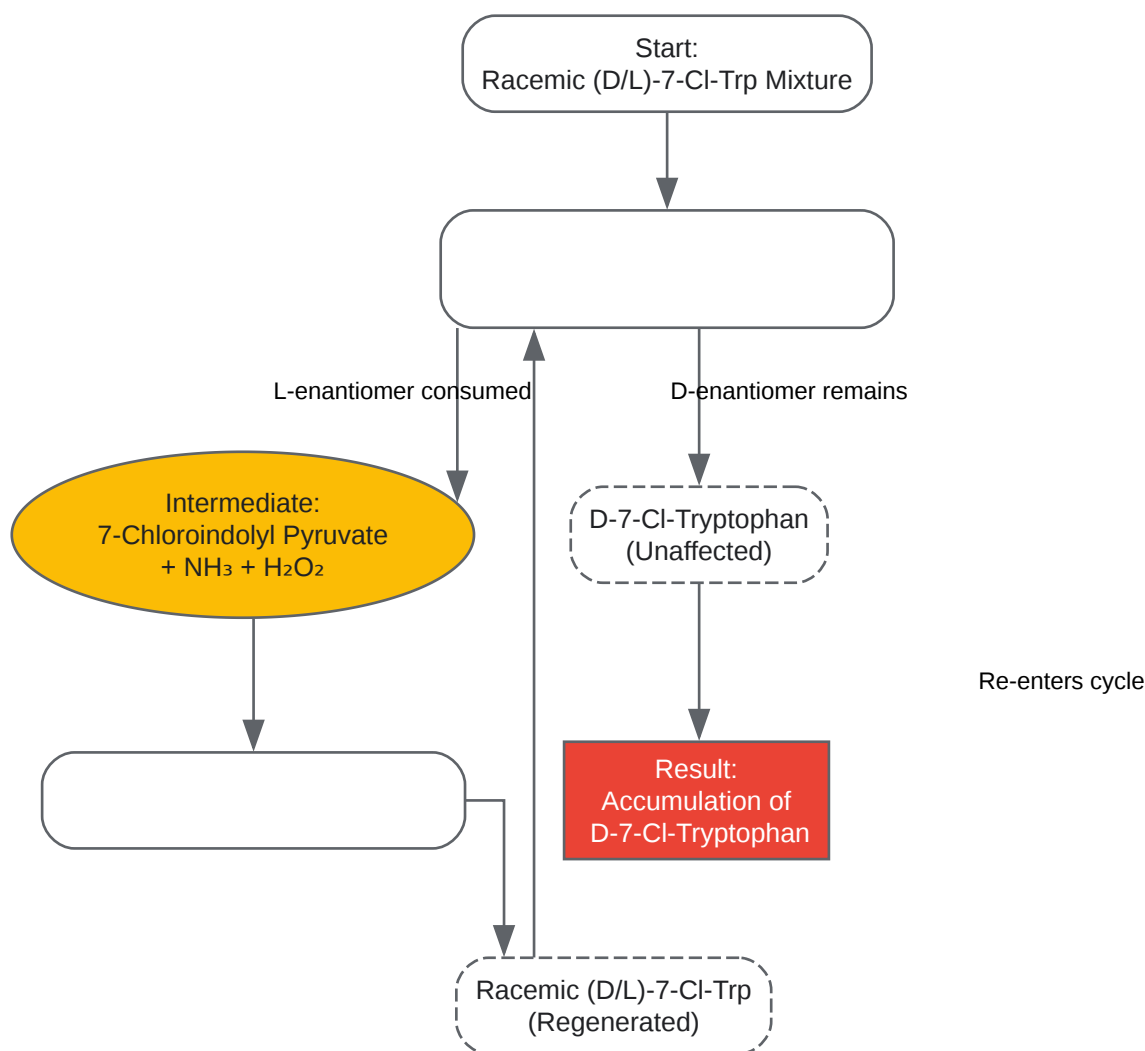 Start:
Racemic (D/L)-7-Cl-Trp Mixture
L-enantiomer consumed
D-enantiomer remains
Intermediate:
7-Chloroindolyl Pyruvate
+ NH₃ + H₂O₂
D-7-Cl-Tryptophan
(Unaffected)
Re-enters cycle
Result:
Accumulation of
D-7-Cl-Tryptophan
Racemic (D/L)-7-Cl-Trp
(Regenerated)